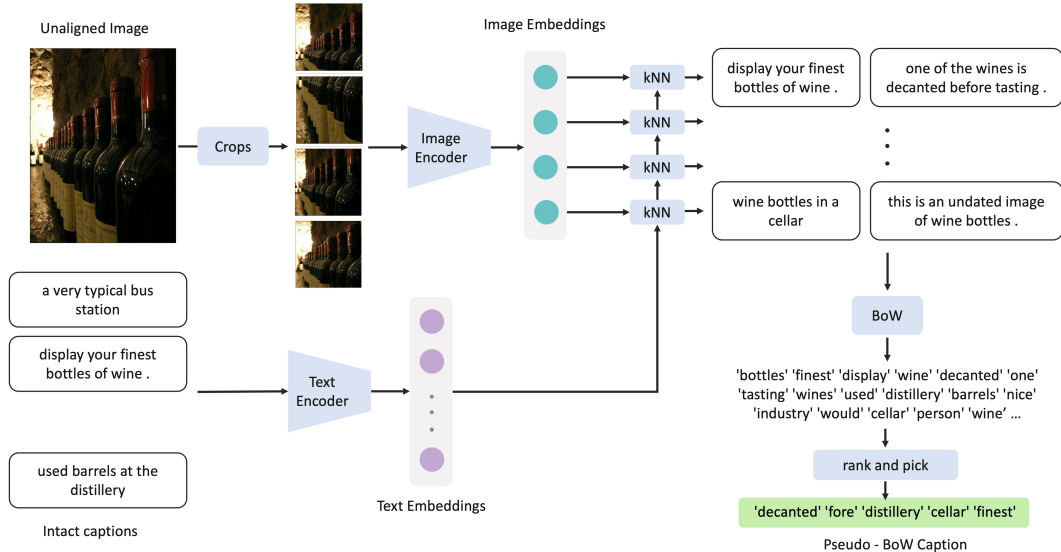 Unaligned Image
Crops
Image
Encoder
Image Embeddings
kNN
kNN
kNN
kNN
display your finest
bottles of wine .
one of the wines is
decanted before tasting .
wine bottles in a
cellar
this is an undated image
of wine bottles .
a very typical bus
station
display your finest
bottles of wine .
used barrels at the
distillery
Intact captions
Text
Encoder
Text Embeddings
BoW
'bottles' 'finest' 'display' 'wine' 'decanted' 'one'
'tasting' 'wines' 'used' 'distillery' 'barrels' 'nice'
'industry' 'would' 'cellar' 'person' 'wine' ...
rank and pick
'decanted' 'fore' 'distillery' 'cellar' 'finest'
Pseudo - BoW Caption